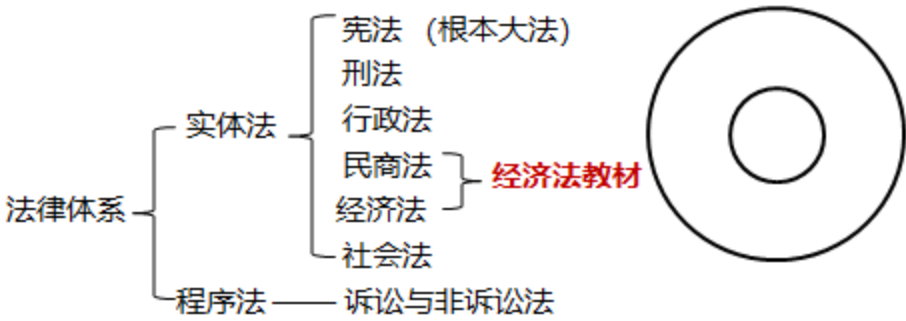 宪法 （根本大法）
刑法
实体法
行政法
民商法
经济法教材
法律体系
经济法
社会法
程序法
诉讼与非诉讼法